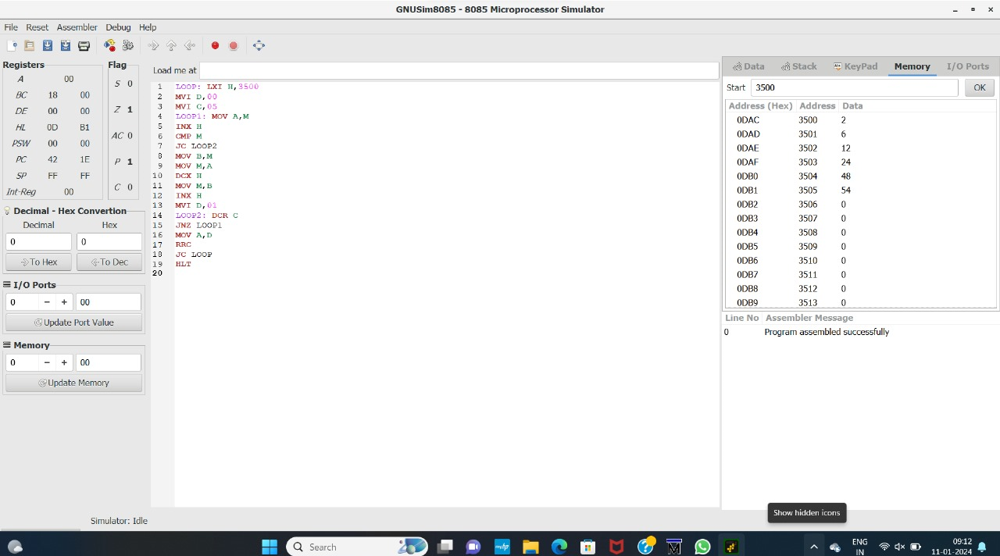 GNUSim8085 - 8085 Microprocessor Simulator
File Reset Assembler Debug Help
Registers
A 00
BC 18 00
DE 00 00
HL 0D B1
PSW 00 00
PC 42 1E
SP FF FF
Int-Reg 00
Flag
S 0
Z 1
AC 0
P 1
C 0
Decimal - Hex Convertion
Decimal Hex
0 0
To Hex To Dec
I/O Ports
0 − + 00
Update Port Value
Memory
0 − + 00
Update Memory
Load me at
1 LOOP: LXI H,3500
2 MVI D,00
3 MVI C,05
4 LOOP1: MOV A,M
5 INX H
6 CMP M
7 JC LOOP2
8 MOV B,M
9 MOV M,A
10 DCX H
11 MOV M,B
12 INX H
13 MVI D,01
14 LOOP2: DCR C
15 JNZ LOOP1
16 MOV A,D
17 RRC
18 JC LOOP
19 HLT
20
Data Stack KeyPad Memory I/O Ports
Start 3500 OK
Address (Hex) Address Data
0DAC 3500 2
0DAD 3501 6
0DAE 3502 12
0DAF 3503 24
0DB0 3504 48
0DB1 3505 54
0DB2 3506 0
0DB3 3507 0
0DB4 3508 0
0DB5 3509 0
0DB6 3510 0
0DB7 3511 0
0DB8 3512 0
0DB9 3513 0
Line No Assembler Message
0 Program assembled successfully
Show hidden icons
Simulator: Idle
Search
ENG
IN
09:12
11-01-2024